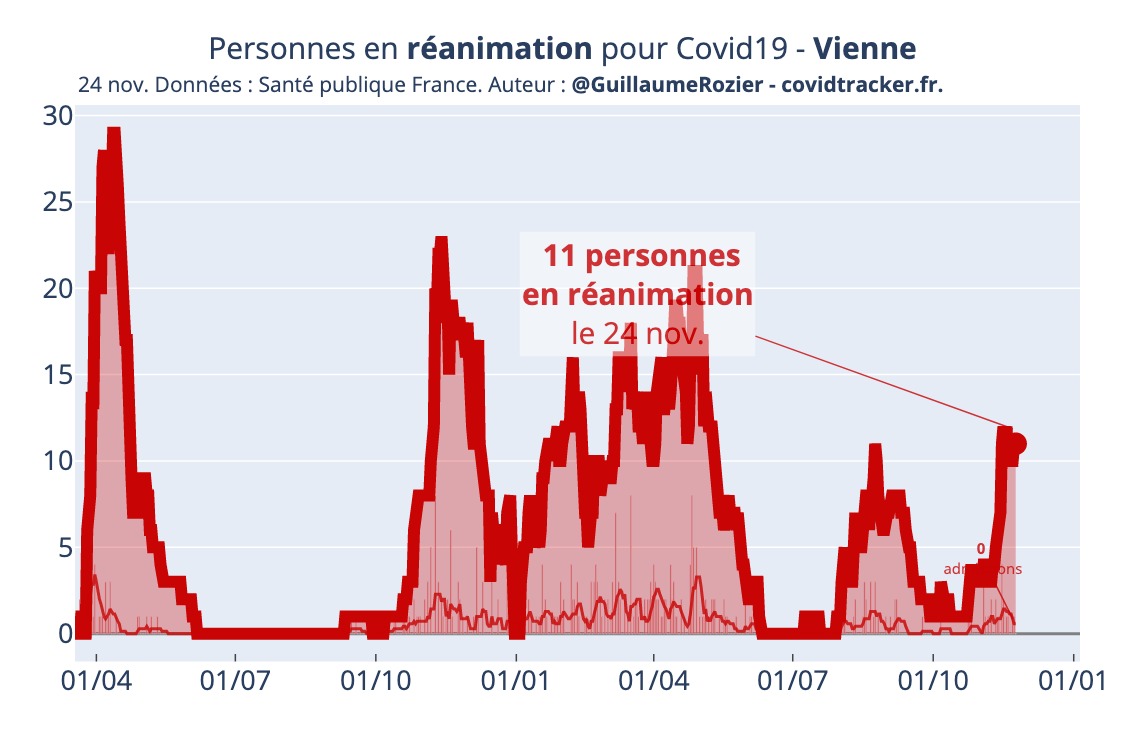 Personnes en réanimation pour Covid19 - Vienne
24 nov. Données : Santé publique France. Auteur : @GuillaumeRozier - covidtracker.fr.
30
25
20
15
10
5
0
11 personnes
en réanimation
le 24 nov.
0
01/04 01/07 01/10 01/01 01/04 01/07 01/10 01/01